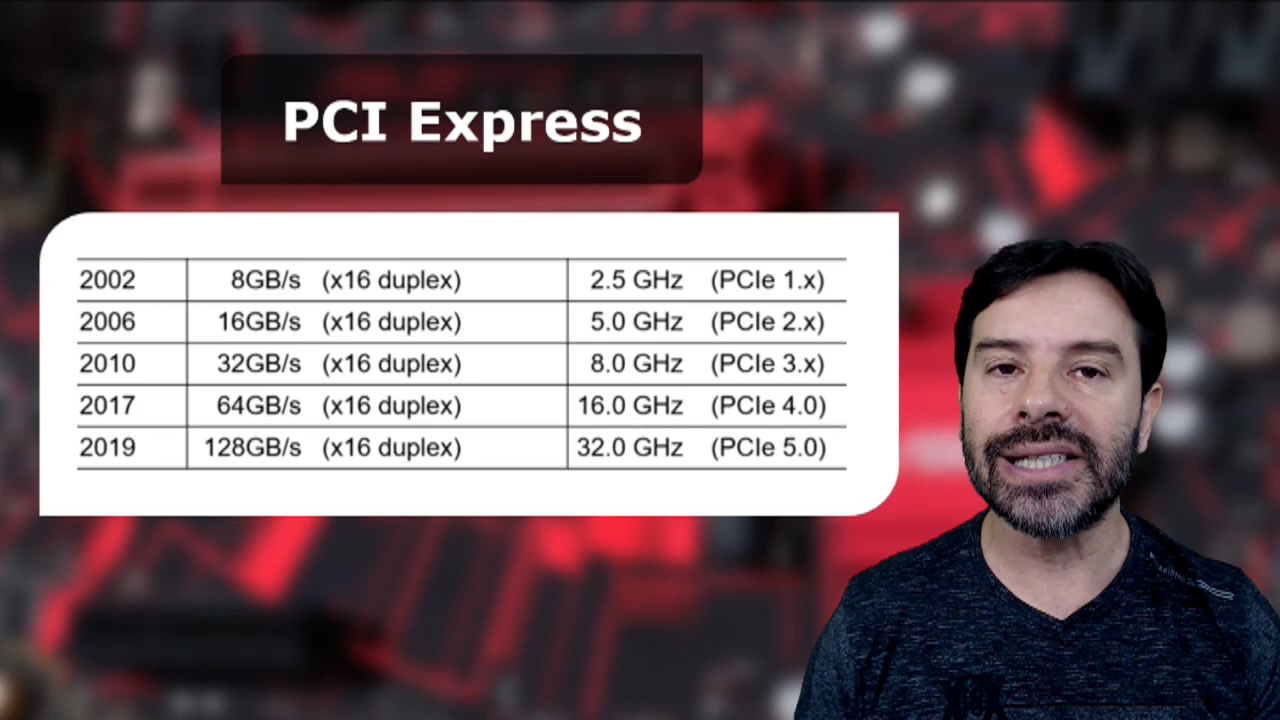 PCI Express
2002 8GB/s (x16 duplex) 2.5 GHz (PCIe 1.x)
2006 16GB/s (x16 duplex) 5.0 GHz (PCIe 2.x)
2010 32GB/s (x16 duplex) 8.0 GHz (PCIe 3.x)
2017 64GB/s (x16 duplex) 16.0 GHz (PCIe 4.0)
2019 128GB/s (x16 duplex) 32.0 GHz (PCIe 5.0)